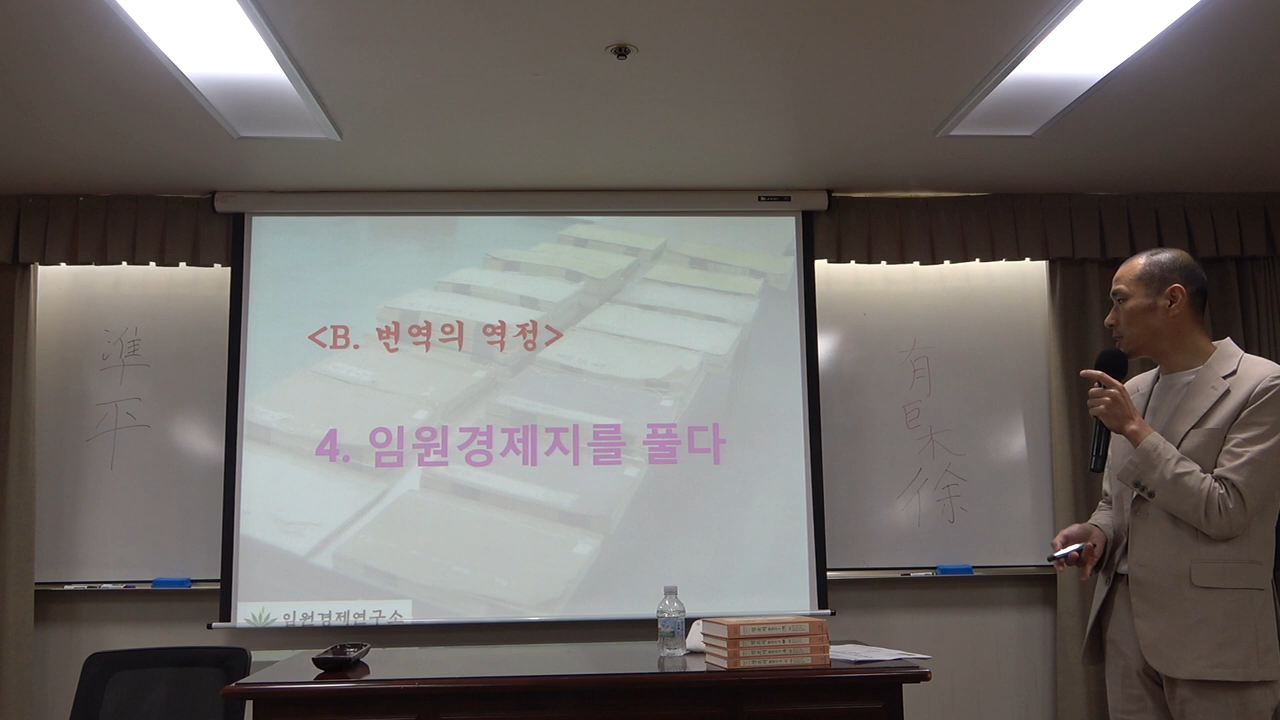 準
平
<B. 번역의 역정>
4. 임원경제지를 풀다
임원경제연구소
有
榘
徐